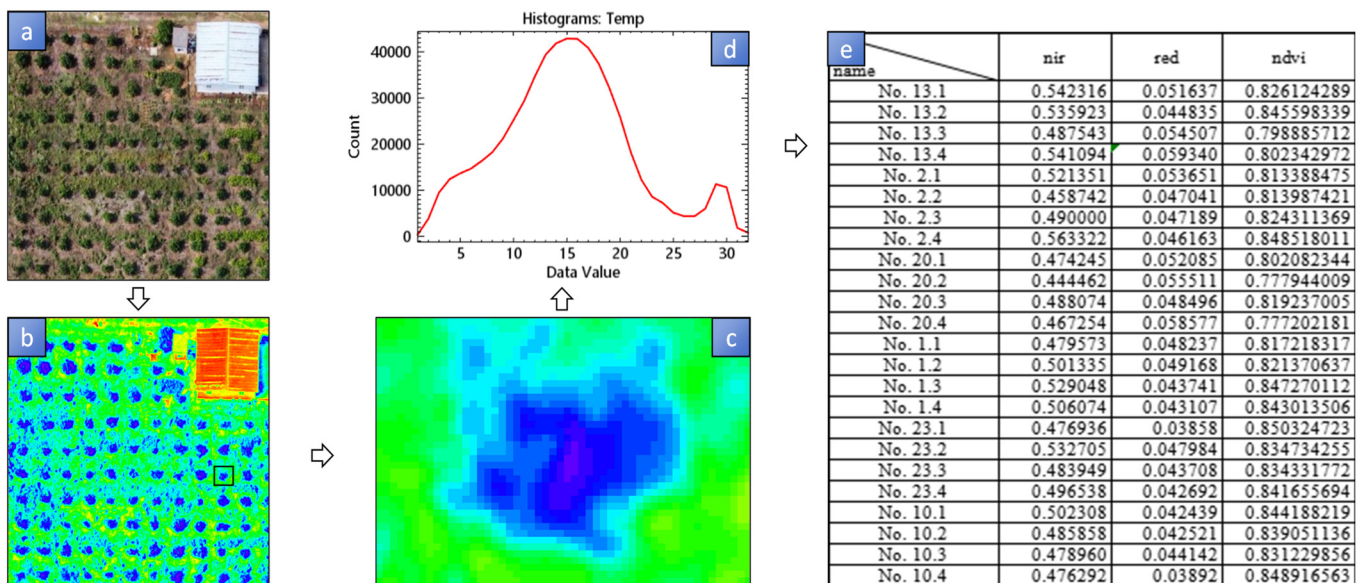 a
b
c
Histograms: Temp
d
Count
40000
30000
20000
10000
0
5 10 15 20 25 30
Data Value
e
name nir red ndvi
No. 13.1 0.542316 0.051637 0.826124289
No. 13.2 0.535923 0.044835 0.845598339
No. 13.3 0.487543 0.054507 0.798885712
No. 13.4 0.541094 0.059340 0.802342972
No. 2.1 0.521351 0.053651 0.813388475
No. 2.2 0.458742 0.047041 0.813987421
No. 2.3 0.490000 0.047189 0.824311369
No. 2.4 0.563322 0.046163 0.848518011
No. 20.1 0.474245 0.052085 0.802082344
No. 20.2 0.444462 0.055511 0.777944009
No. 20.3 0.488074 0.048496 0.819237005
No. 20.4 0.467254 0.058577 0.777202181
No. 1.1 0.479573 0.048237 0.817218317
No. 1.2 0.501335 0.049168 0.821370637
No. 1.3 0.529048 0.043741 0.847270112
No. 1.4 0.506074 0.043107 0.843013506
No. 23.1 0.476936 0.03858 0.850324723
No. 23.2 0.532705 0.047984 0.834734255
No. 23.3 0.483949 0.043708 0.834331772
No. 23.4 0.496538 0.042692 0.841655694
No. 10.1 0.502308 0.042439 0.844188219
No. 10.2 0.485858 0.042521 0.839051136
No. 10.3 0.478960 0.044142 0.831229856
No. 10.4 0.476292 0.03892 0.848916563